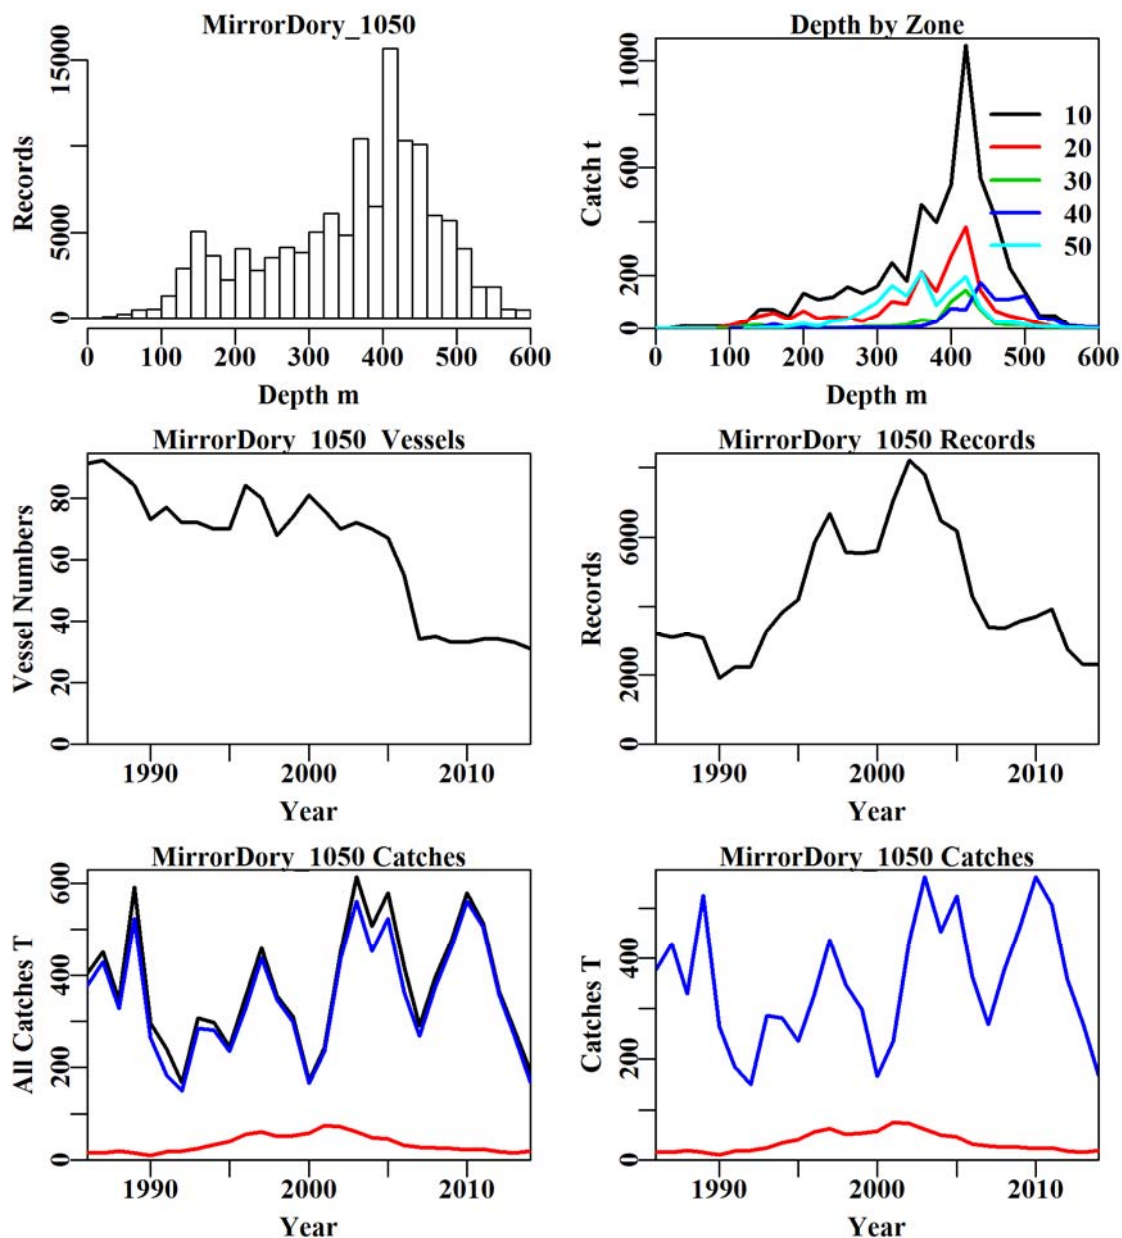 MirrorDory_1050
Records
0 5000 15000
0 100 200 300 400 500 600
Depth m
Depth by Zone
Catch t
0 200 600 1000
10
20
30
40
50
0 100 200 300 400 500 600
Depth m
MirrorDory_1050_Vessels
Vessel Numbers
0 20 40 60 80
1990 2000 2010
Year
MirrorDory_1050 Records
Records
0 2000 6000
1990 2000 2010
Year
MirrorDory_1050 Catches
All Catches T
0 200 400 600
1990 2000 2010
Year
MirrorDory_1050 Catches
Catches T
0 200 400
1990 2000 2010
Year